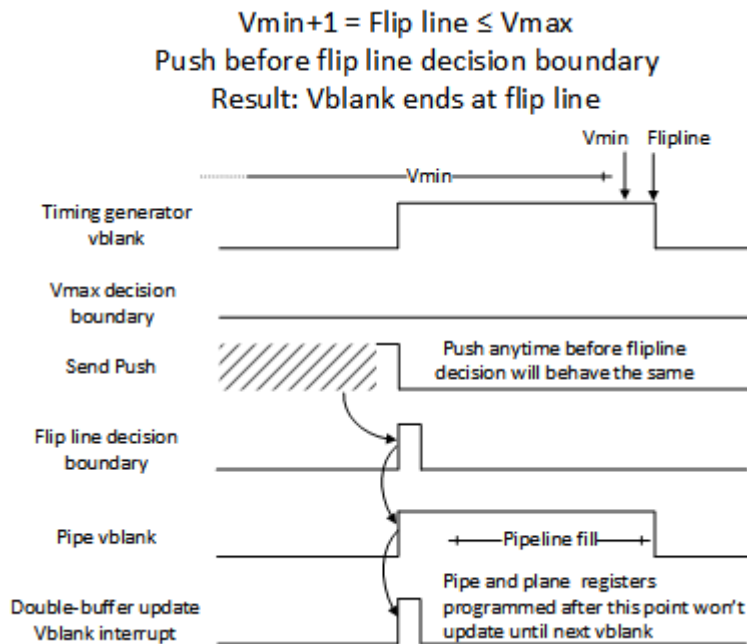 Vmin+1 = Flip line ≤ Vmax
Push before flip line decision boundary
Result: Vblank ends at flip line
Vmin Flipline
Vmin
Timing generator
vblank
Vmax decision
boundary
Send Push
Push anytime before flipline
decision will behave the same
Flip line decision
boundary
Pipe vblank
Pipeline fill
Double-buffer update
Vblank interrupt
Pipe and plane registers
programmed after this point won't
update until next vblank